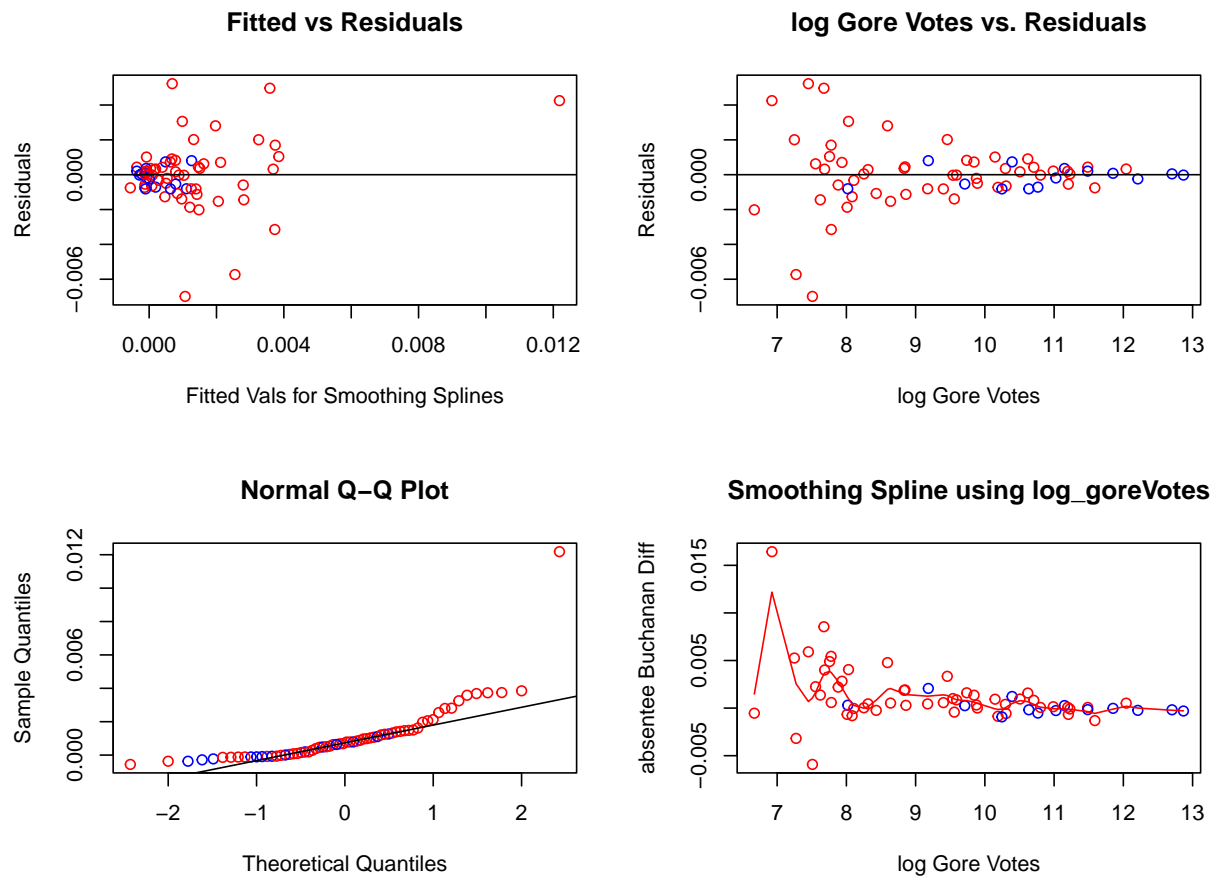 Fitted vs Residuals
Residuals
0.000
−0.006
0.000
0.004
0.008
0.012
Fitted Vals for Smoothing Splines
log Gore Votes vs. Residuals
Residuals
0.000
−0.006
7
8
9
10
11
12
13
log Gore Votes
Normal Q−Q Plot
Sample Quantiles
0.012
0.006
0.000
−2
−1
0
1
2
Theoretical Quantiles
Smoothing Spline using log_goreVotes
absentee Buchanan Diff
0.015
0.005
−0.005
7
8
9
10
11
12
13
log Gore Votes